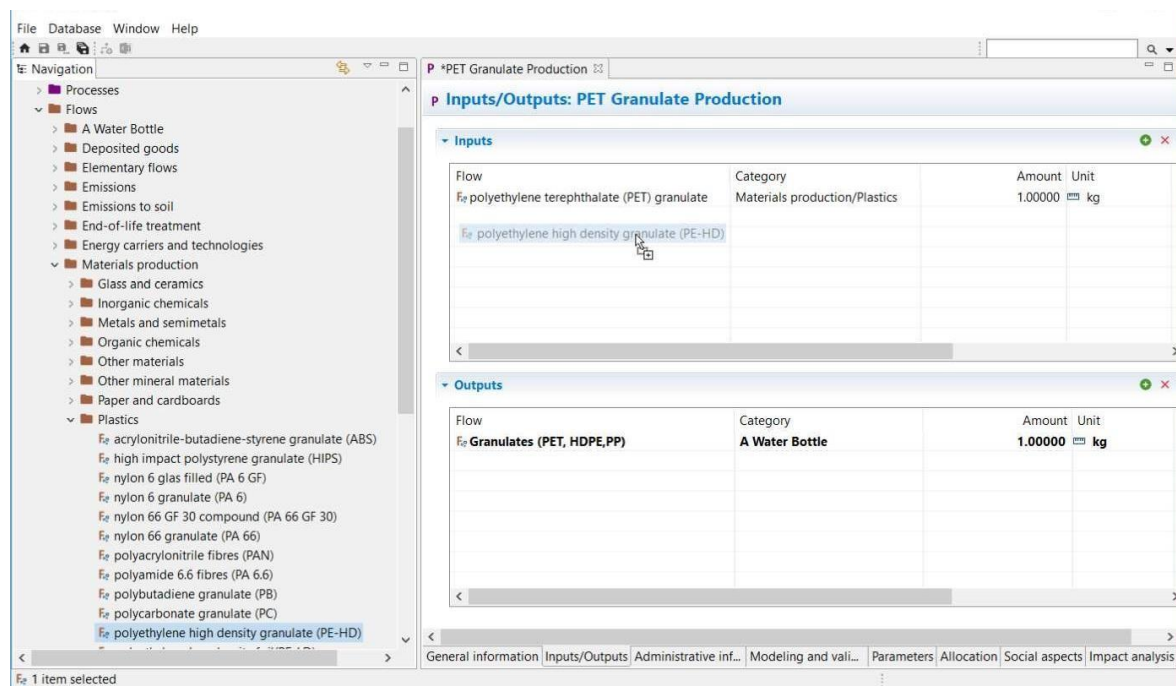 File Database Window Help
Navigation
Processes
Flows
A Water Bottle
Deposited goods
Elementary flows
Emissions
Emissions to soil
End-of-life treatment
Energy carriers and technologies
Materials production
Glass and ceramics
Inorganic chemicals
Metals and semimetals
Organic chemicals
Other materials
Other mineral materials
Paper and cardboards
Plastics
acrylonitrile-butadiene-styrene granulate (ABS)
high impact polystyrene granulate (HIPS)
nylon 6 glas filled (PA 6 GF)
nylon 6 granulate (PA 6)
nylon 66 GF 30 compound (PA 66 GF 30)
nylon 66 granulate (PA 66)
polyacrylonitrile fibres (PAN)
polyamide 6.6 fibres (PA 6.6)
polybutadiene granulate (PB)
polycarbonate granulate (PC)
polyethylene high density granulate (PE-HD)
1 item selected
P *PET Granulate Production
P Inputs/Outputs: PET Granulate Production
Inputs
Flow Category Amount Unit
polyethylene terephthalate (PET) granulate Materials production/Plastics 1.00000 kg
polyethylene high density granulate (PE-HD)
Outputs
Flow Category Amount Unit
Granulates (PET, HDPE,PP) A Water Bottle 1.00000 kg
General information Inputs/Outputs Administrative inf... Modeling and vali... Parameters Allocation Social aspects Impact analysis